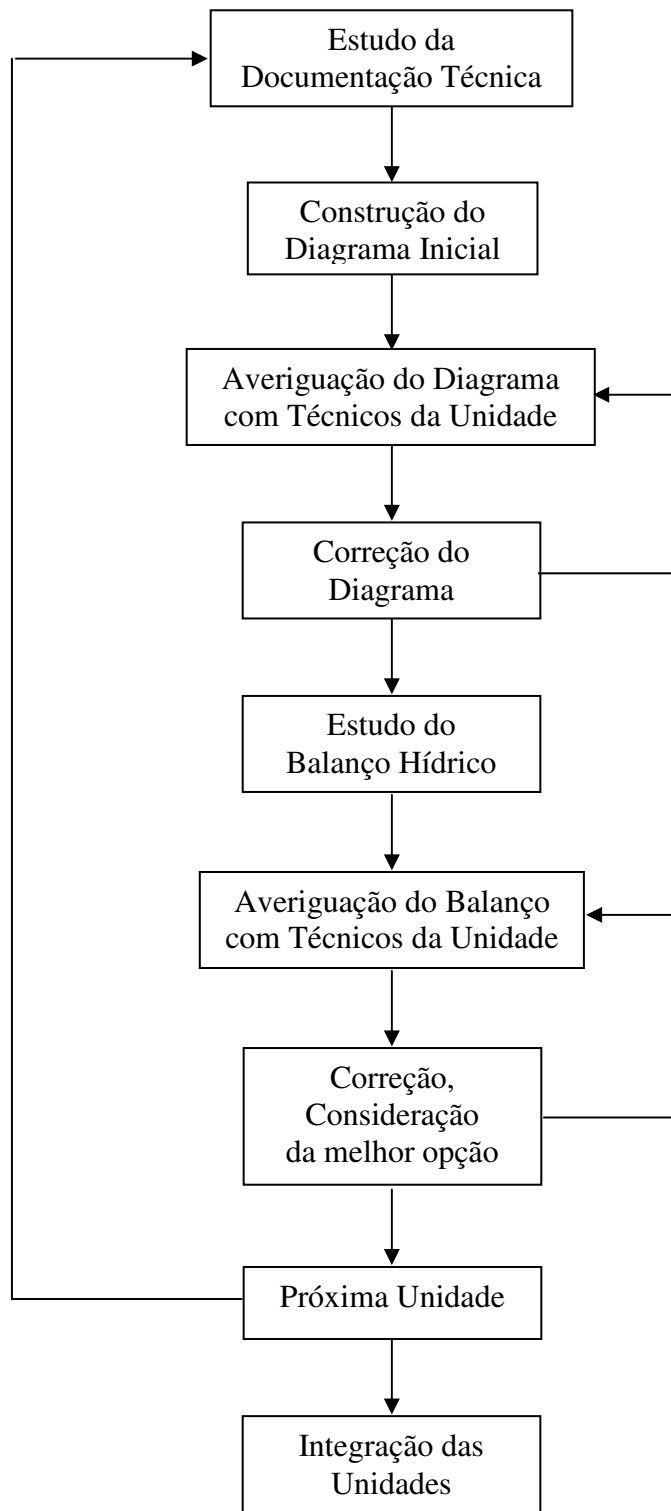 Estudo da
Documentação Técnica
Construção do
Diagrama Inicial
Averiguação do Diagrama
com Técnicos da Unidade
Correção do
Diagrama
Estudo do
Balanço Hídrico
Averiguação do Balanço
com Técnicos da Unidade
Correção,
Consideração
da melhor opção
Próxima Unidade
Integração das
Unidades